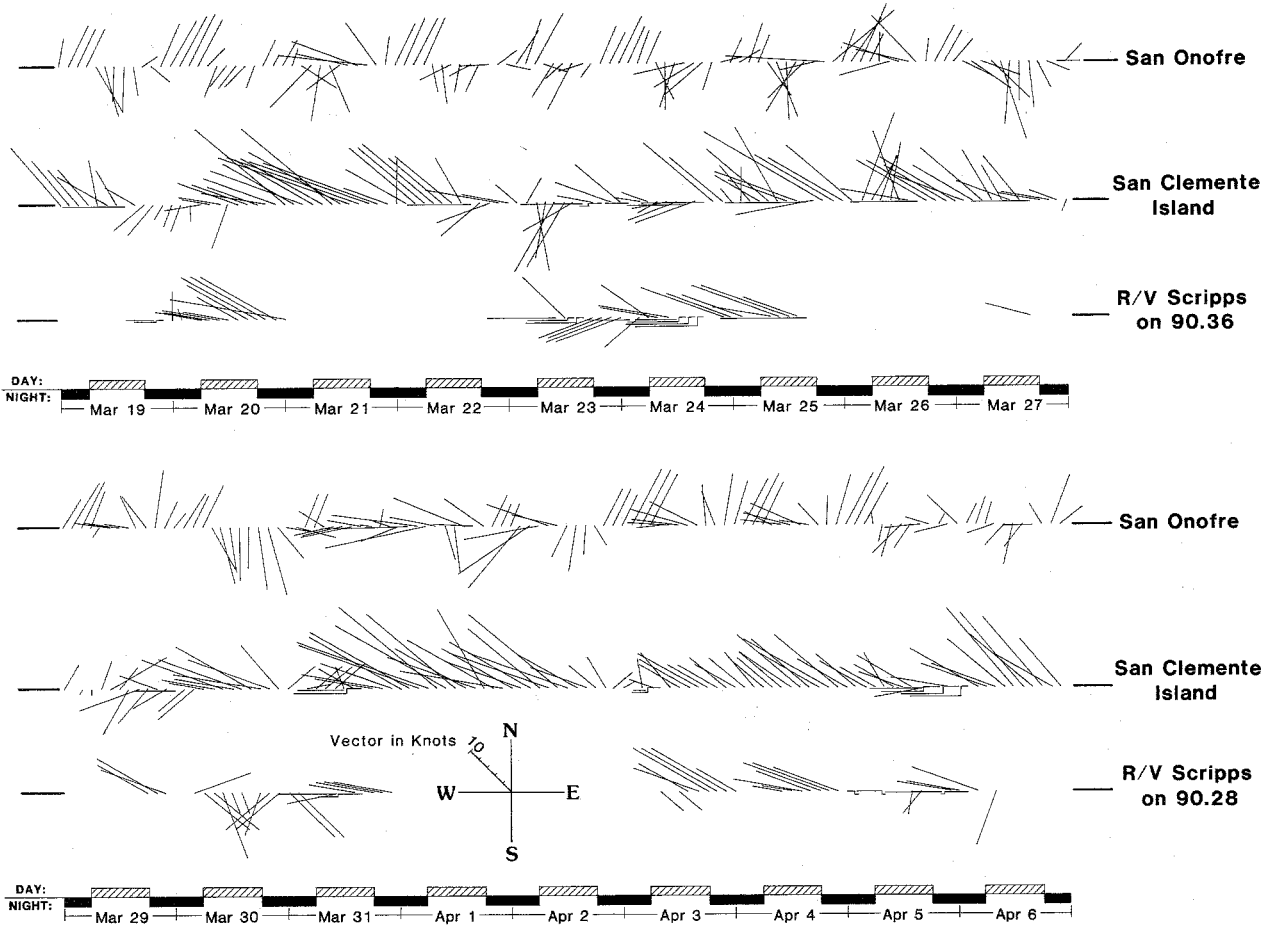 San Onofre
San Clemente
Island
R/V Scripps
on 90.36
DAY:
NIGHT:
Mar 19 Mar 20 Mar 21 Mar 22 Mar 23 Mar 24 Mar 25 Mar 26 Mar 27
San Onofre
San Clemente
Island
Vector in Knots 10
N
W E
S
R/V Scripps
on 90.28
DAY:
NIGHT:
Mar 29 Mar 30 Mar 31 Apr 1 Apr 2 Apr 3 Apr 4 Apr 5 Apr 6